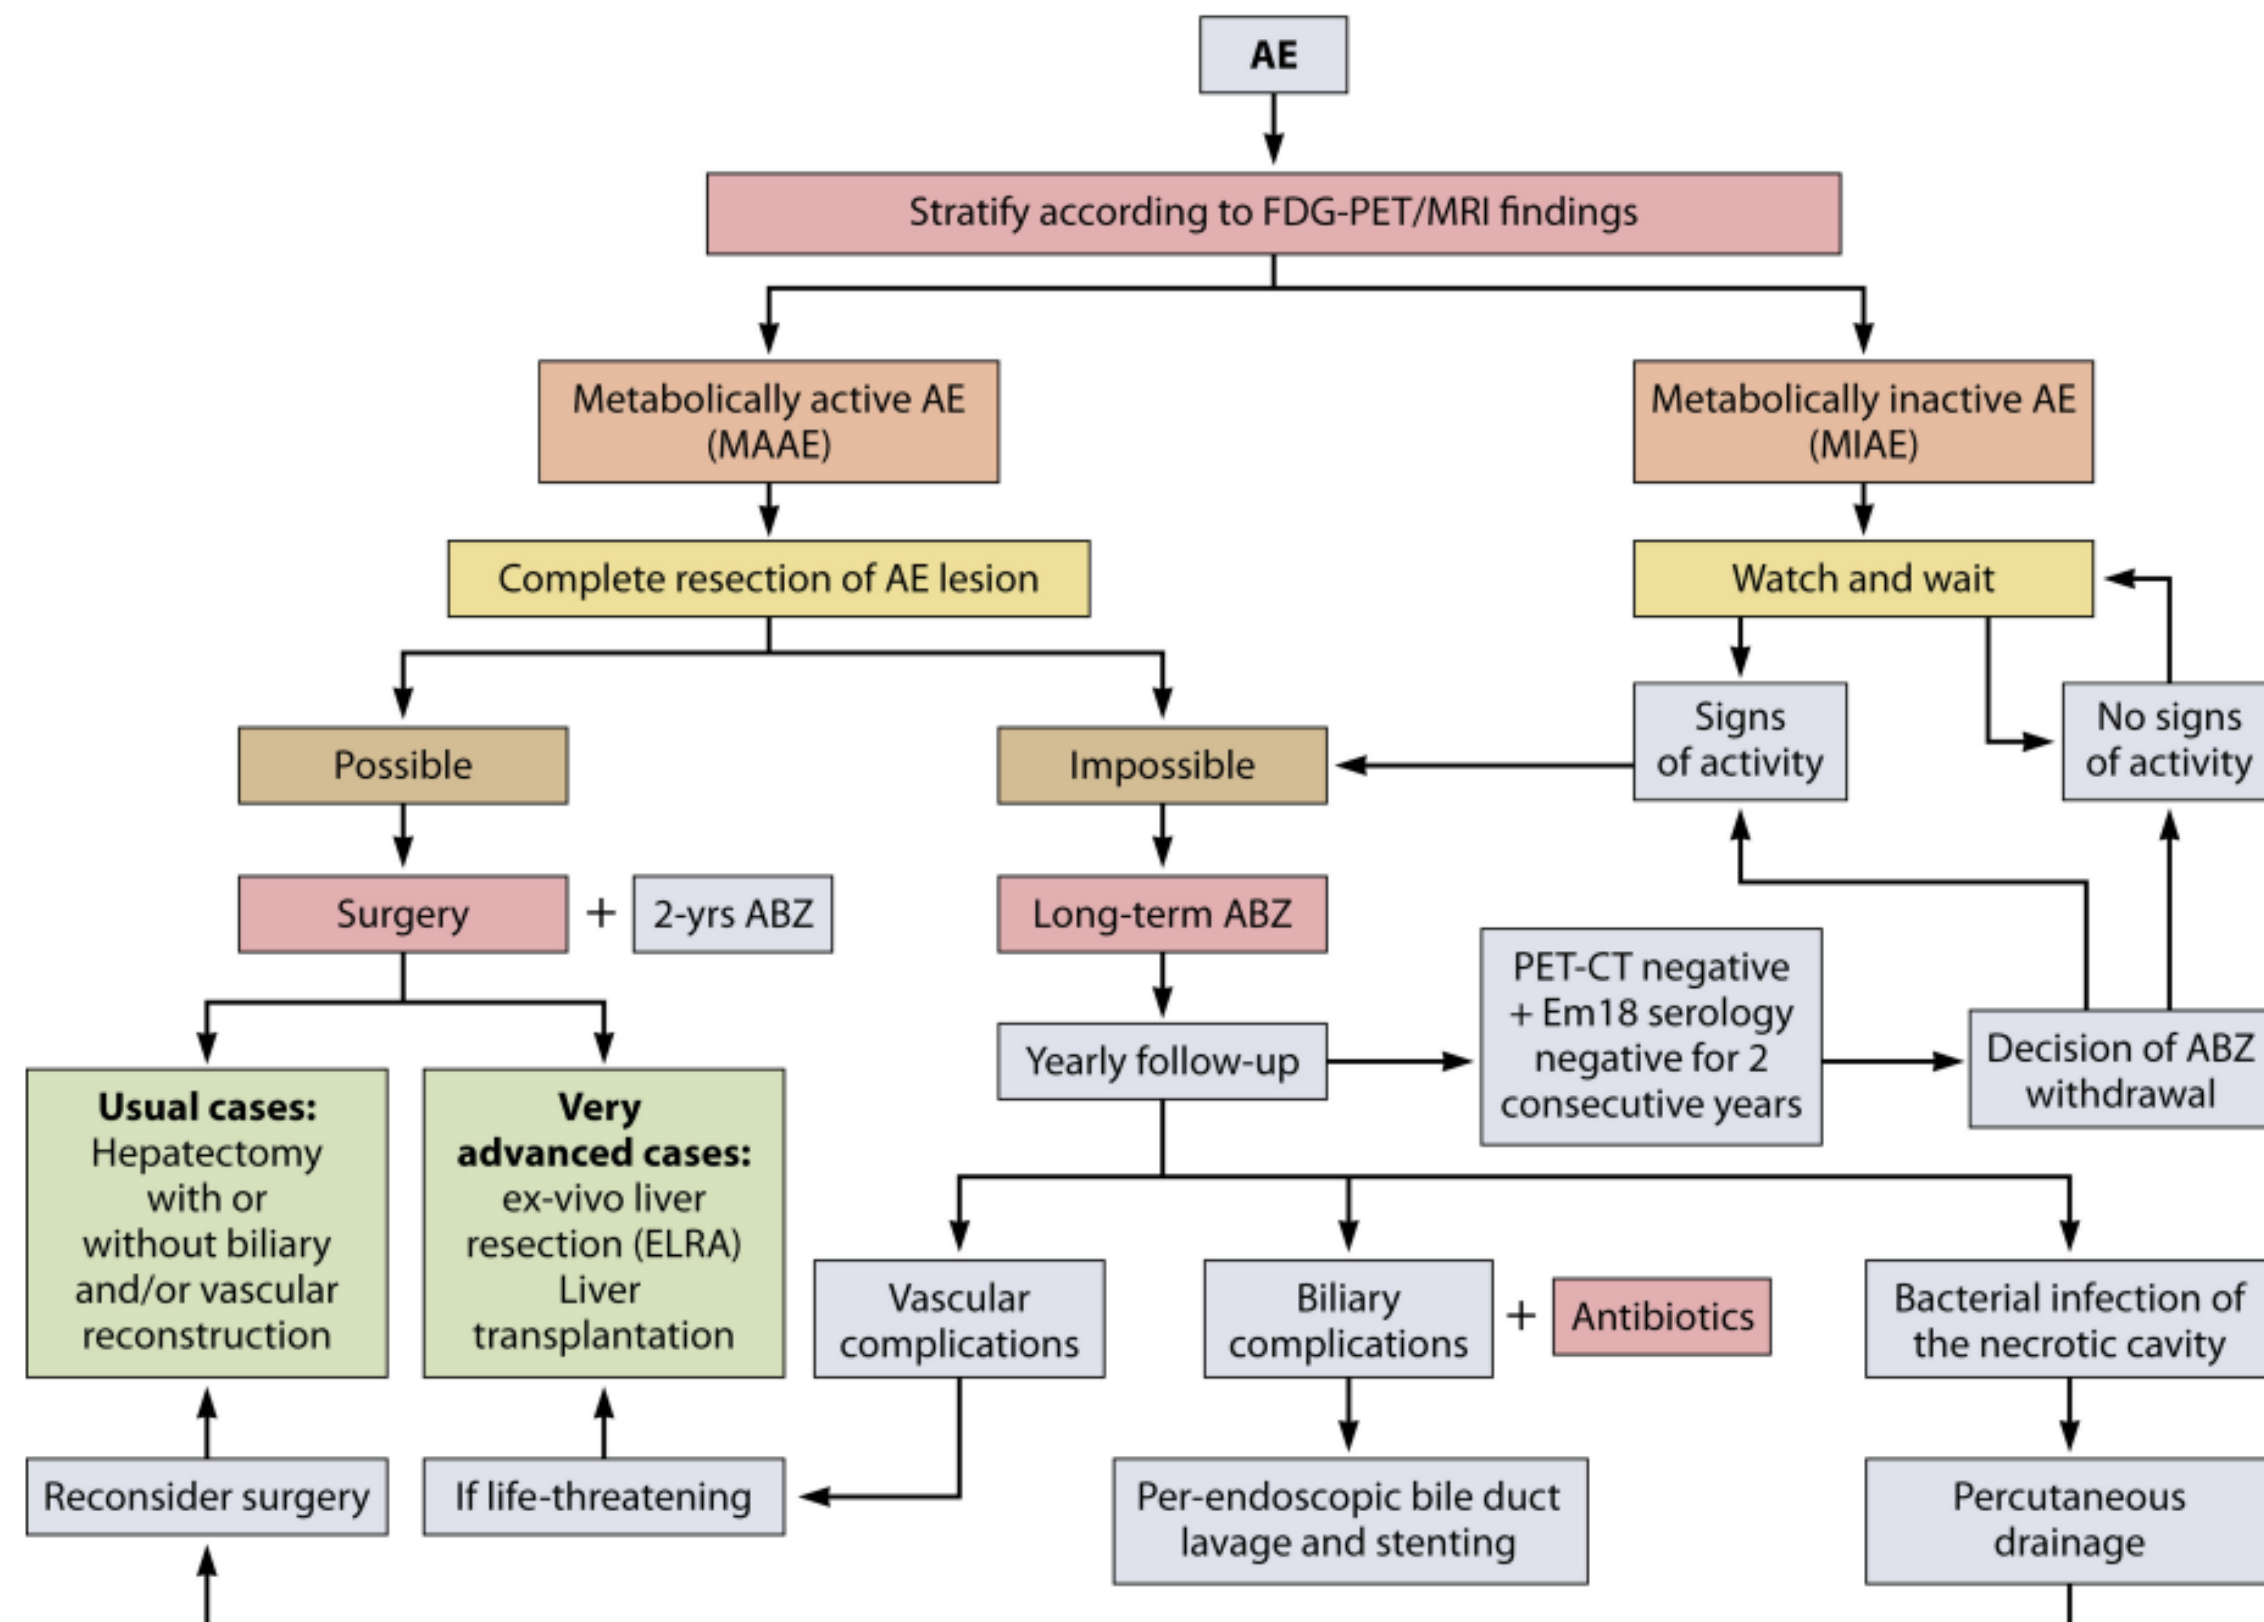 AE
Stratify according to FDG-PET/MRI findings
Metabolically active AE
(MAAE)
Metabolically inactive AE
(MIAE)
Complete resection of AE lesion
Watch and wait
Possible
Impossible
Signs
of activity
No signs
of activity
Surgery
+
2-yrs ABZ
Long-term ABZ
Yearly follow-up
PET-CT negative
+ Em18 serology
negative for 2
consecutive years
Decision of ABZ
withdrawal
Usual cases:
Hepatectomy
with or
without biliary
and/or vascular
reconstruction
Very
advanced cases:
ex-vivo liver
resection (ELRA)
Liver
transplantation
Vascular
complications
Biliary
complications
+
Antibiotics
Bacterial infection of
the necrotic cavity
Reconsider surgery
If life-threatening
Per-endoscopic bile duct
lavage and stenting
Percutaneous
drainage